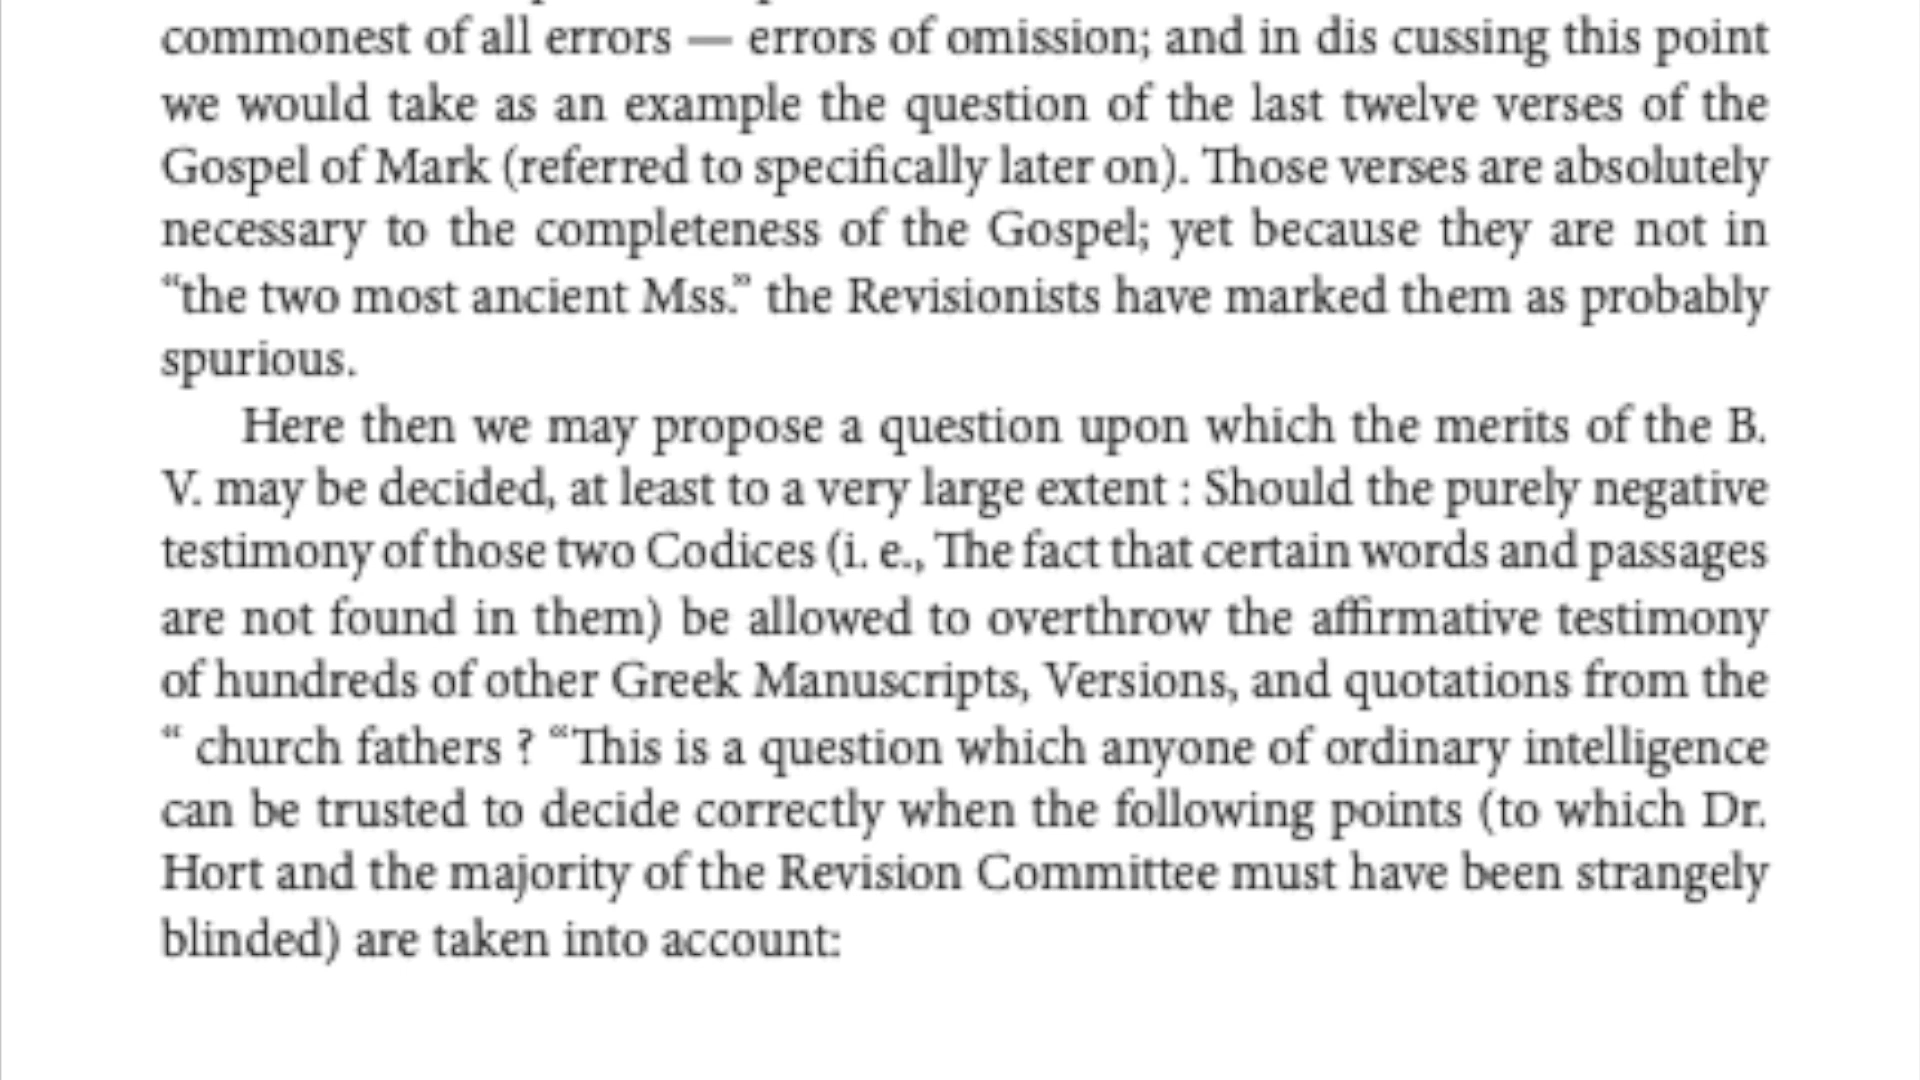 commonest of all errors — errors of omission; and in dis cussing this point
we would take as an example the question of the last twelve verses of the
Gospel of Mark (referred to specifically later on). Those verses are absolutely
necessary to the completeness of the Gospel; yet because they are not in
“the two most ancient Mss.” the Revisionists have marked them as probably
spurious.
Here then we may propose a question upon which the merits of the B.
V. may be decided, at least to a very large extent : Should the purely negative
testimony of those two Codices (i. e., The fact that certain words and passages
are not found in them) be allowed to overthrow the affirmative testimony
of hundreds of other Greek Manuscripts, Versions, and quotations from the
“ church fathers ? “This is a question which anyone of ordinary intelligence
can be trusted to decide correctly when the following points (to which Dr.
Hort and the majority of the Revision Committee must have been strangely
blinded) are taken into account: